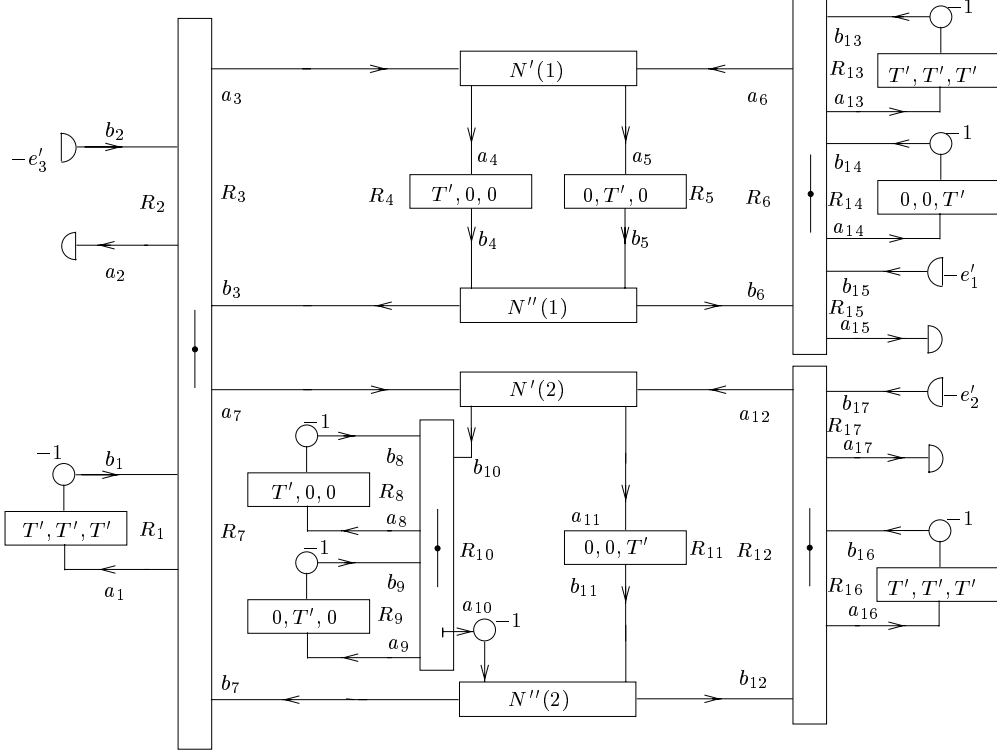 −1
b₁₃
N′(1)
R₁₃
T′, T′, T′
a₃
a₆
a₁₃
−e′₃
b₂
−1
b₁₄
a₄
a₅
R₂
R₃
R₄
T′, 0, 0
0, T′, 0
R₅
R₆
R₁₄
0, 0, T′
a₁₄
b₄
b₅
a₂
b₁₅
−e′₁
b₃
N″(1)
b₆
R₁₅
a₁₅
N′(2)
−e′₂
a₇
a₁₂
b₁₇
−1
R₁₇
a₁₇
−1
b₁
b₈
b₁₀
T′, 0, 0
R₈
a₈
a₁₁
−1
T′, T′, T′
R₁
R₇
−1
R₁₀
0, 0, T′
R₁₁
R₁₂
b₁₆
a₁
b₉
b₁₁
R₁₆
T′, T′, T′
0, T′, 0
R₉
a₁₀
−1
a₁₆
a₉
b₇
N″(2)
b₁₂